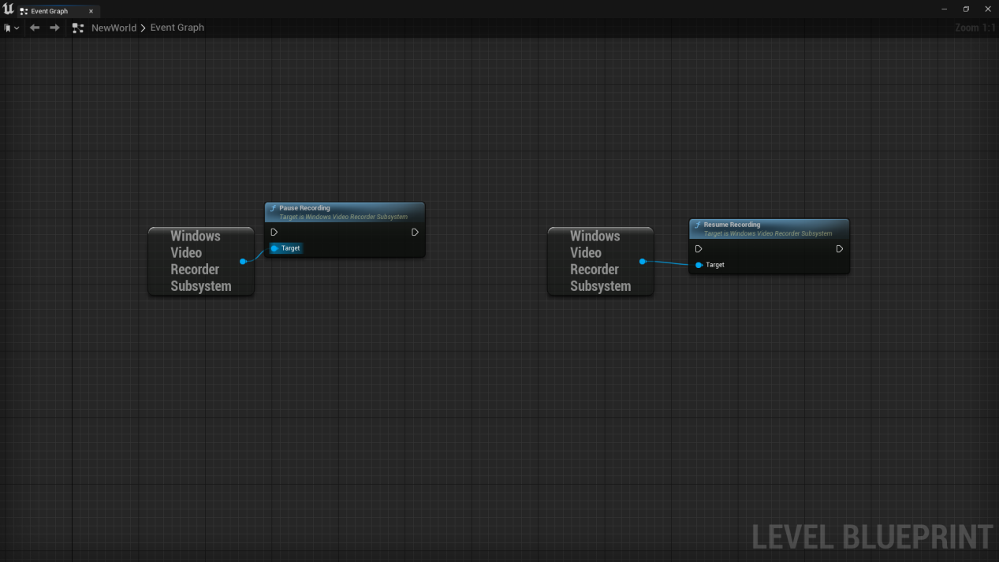 Event Graph
NewWorld > Event Graph
Zoom 1:1
Pause Recording
Target is Windows Video Recorder Subsystem
Target
Windows
Video
Recorder
Subsystem
Resume Recording
Target is Windows Video Recorder Subsystem
Target
Windows
Video
Recorder
Subsystem
LEVEL BLUEPRINT